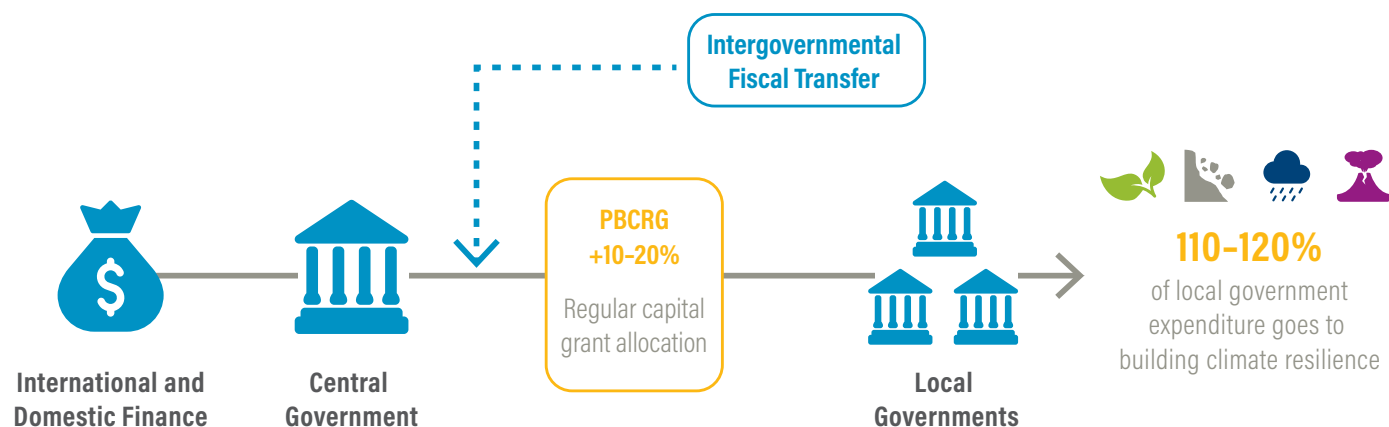 Intergovernmental
Fiscal Transfer
PBCRG
+10–20%
Regular capital
grant allocation
$
International and
Domestic Finance
Central
Government
Local
Governments
110–120%
of local government
expenditure goes to
building climate resilience